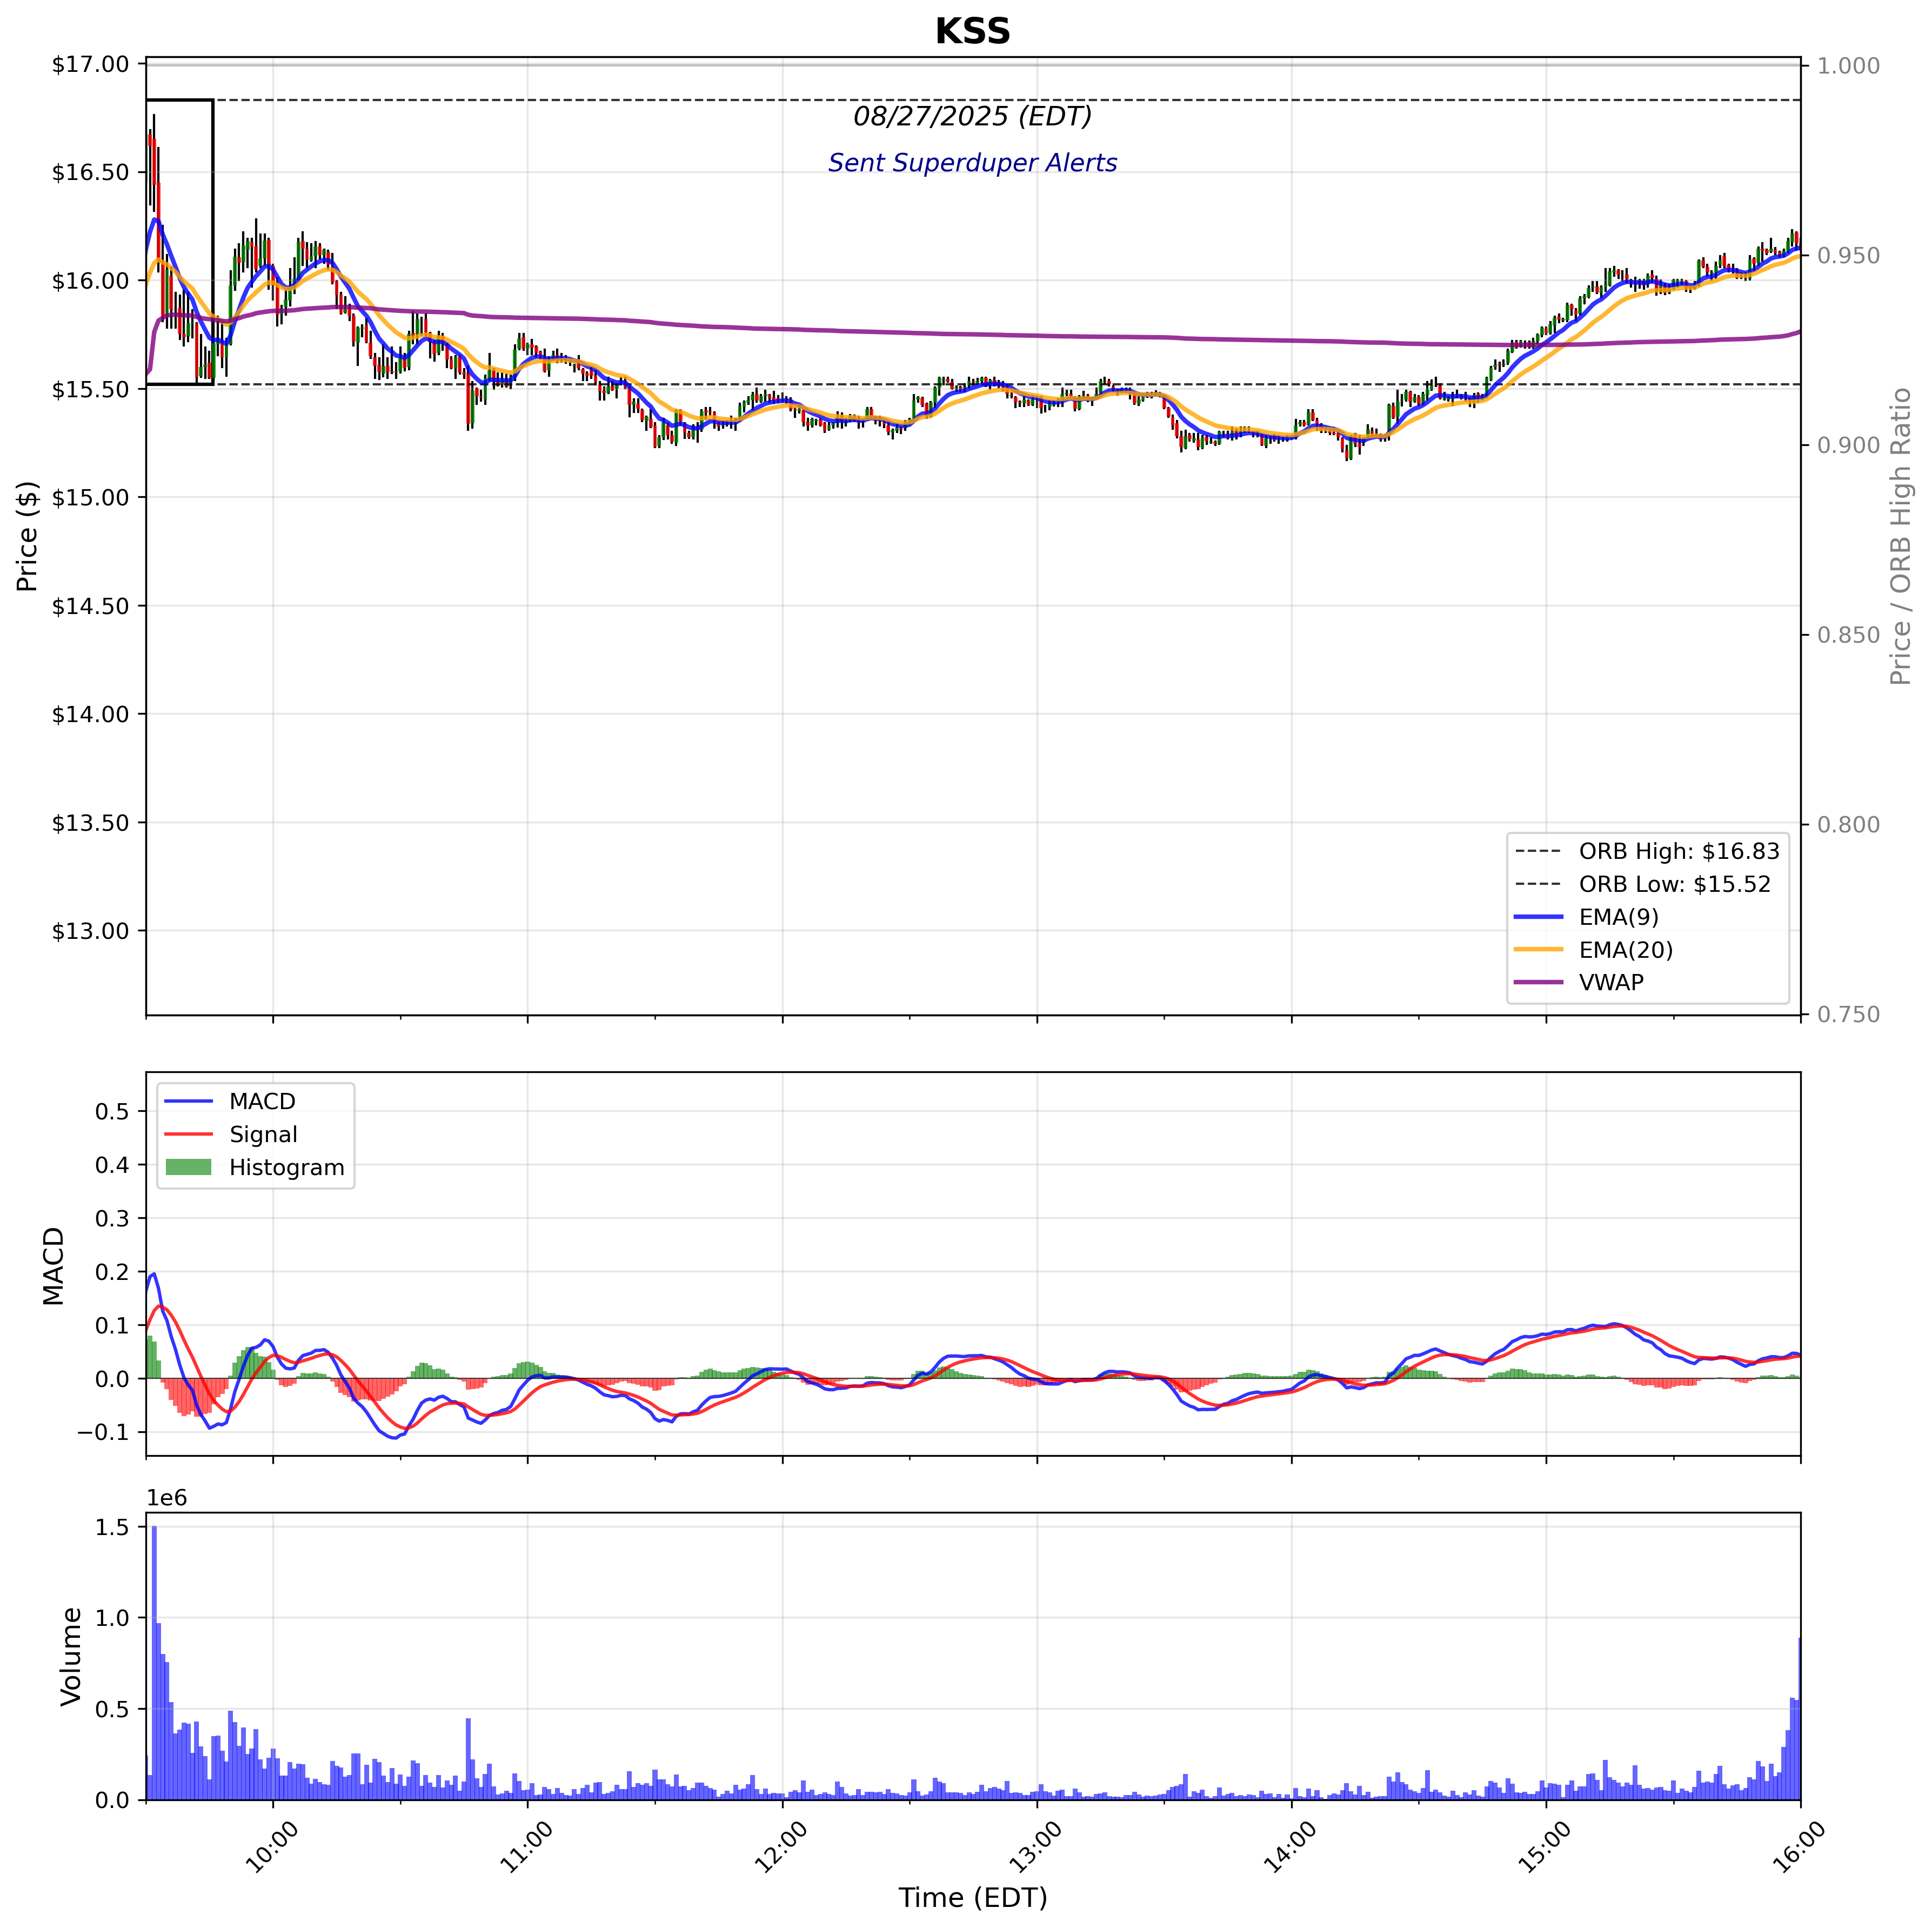 KSS
08/27/2025 (EDT)
Sent Superduper Alerts
Price ($)
$17.00
$16.50
$16.00
$15.50
$15.00
$14.50
$14.00
$13.50
$13.00
Price / ORB High Ratio
1.000
0.950
0.900
0.850
0.800
0.750
ORB High: $16.83
ORB Low: $15.52
EMA(9)
EMA(20)
VWAP
MACD
0.5
0.4
0.3
0.2
0.1
0.0
−0.1
MACD
Signal
Histogram
1e6
Volume
1.5
1.0
0.5
0.0
10:00
11:00
12:00
13:00
14:00
15:00
16:00
Time (EDT)